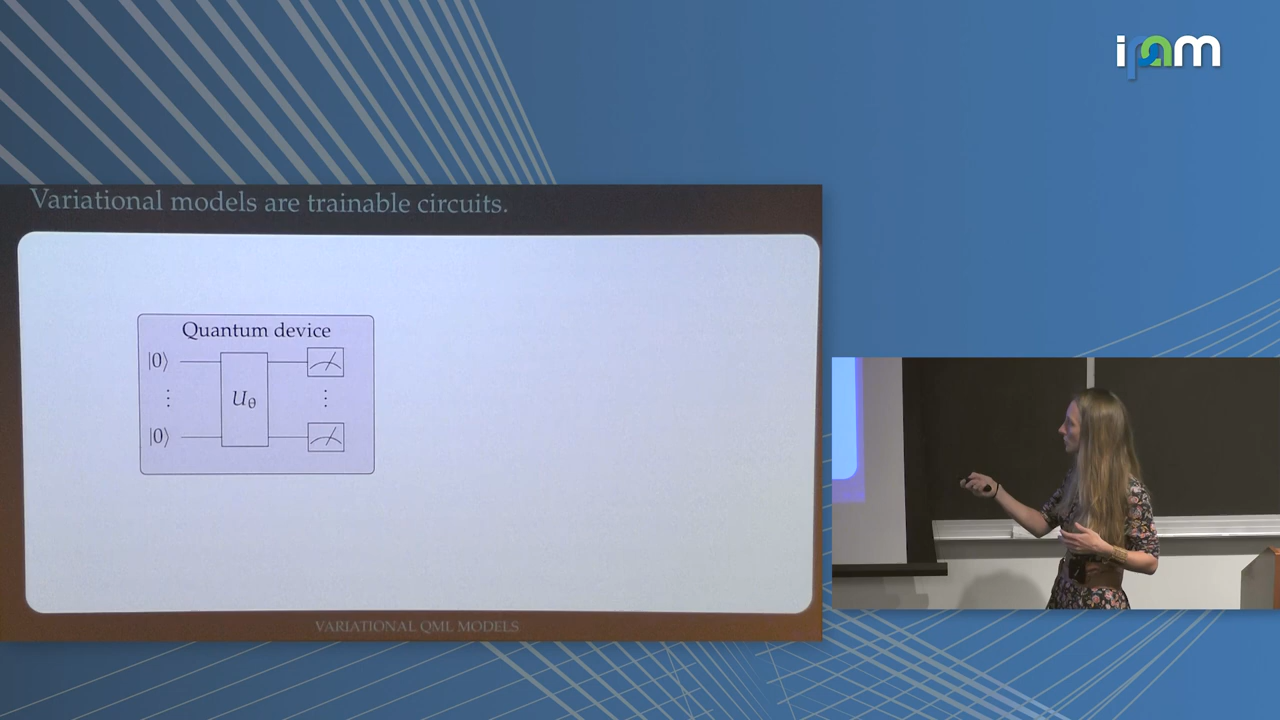 ipam
Variational models are trainable circuits.
Quantum device
|0⟩
⋮
U_θ
⋮
|0⟩
VARIATIONAL QML MODELS